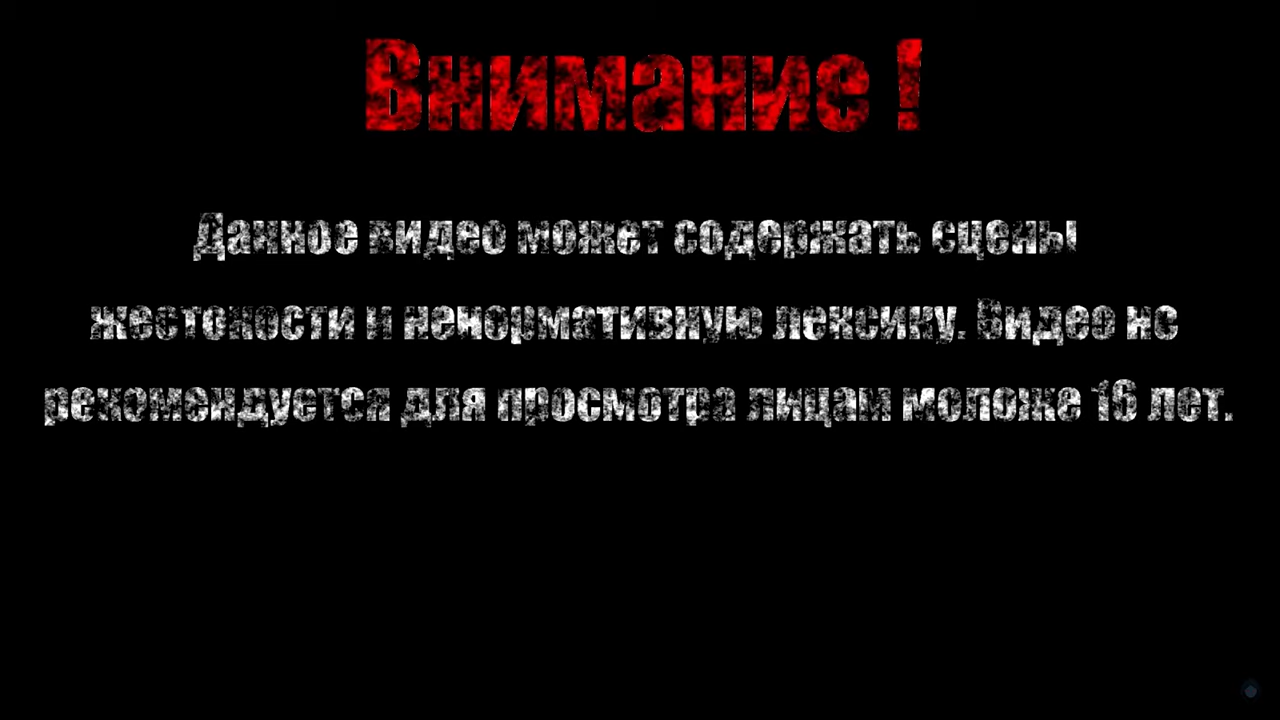 Внимание !
Данное видео может содержать сцены
жестокости и ненормативную лексику. Видео не
рекомендуется для просмотра лицам моложе 16 лет.